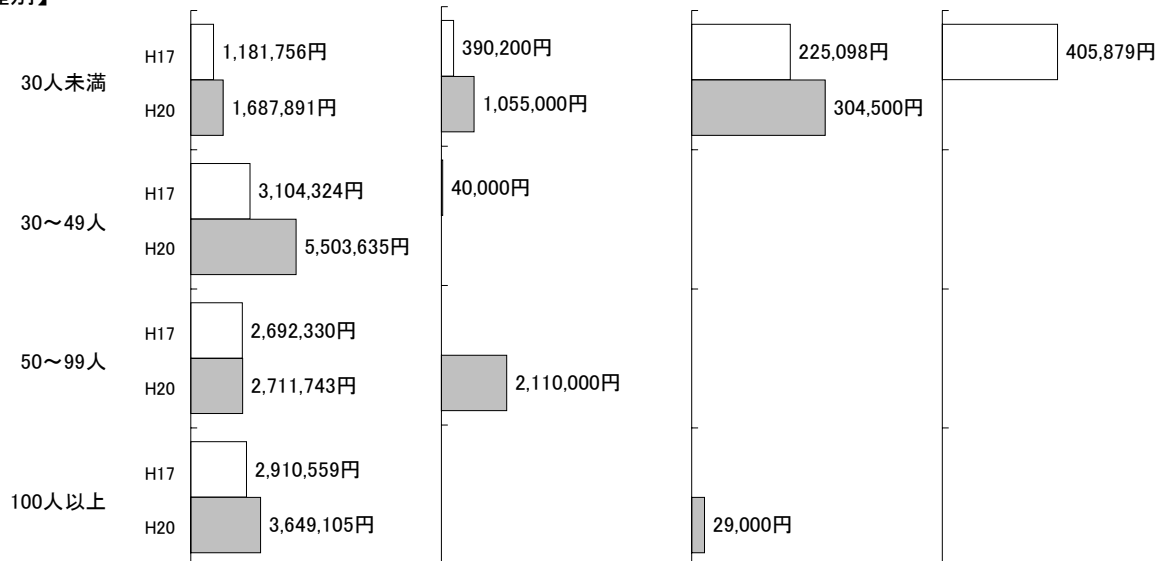 別】
H17 1,181,756円 390,200円 225,098円 405,879円
30人未満
H20 1,687,891円 1,055,000円 304,500円
H17 3,104,324円 40,000円
30～49人
H20 5,503,635円
H17 2,692,330円
50～99人
H20 2,711,743円 2,110,000円
H17 2,910,559円
100人以上
H20 3,649,105円 29,000円